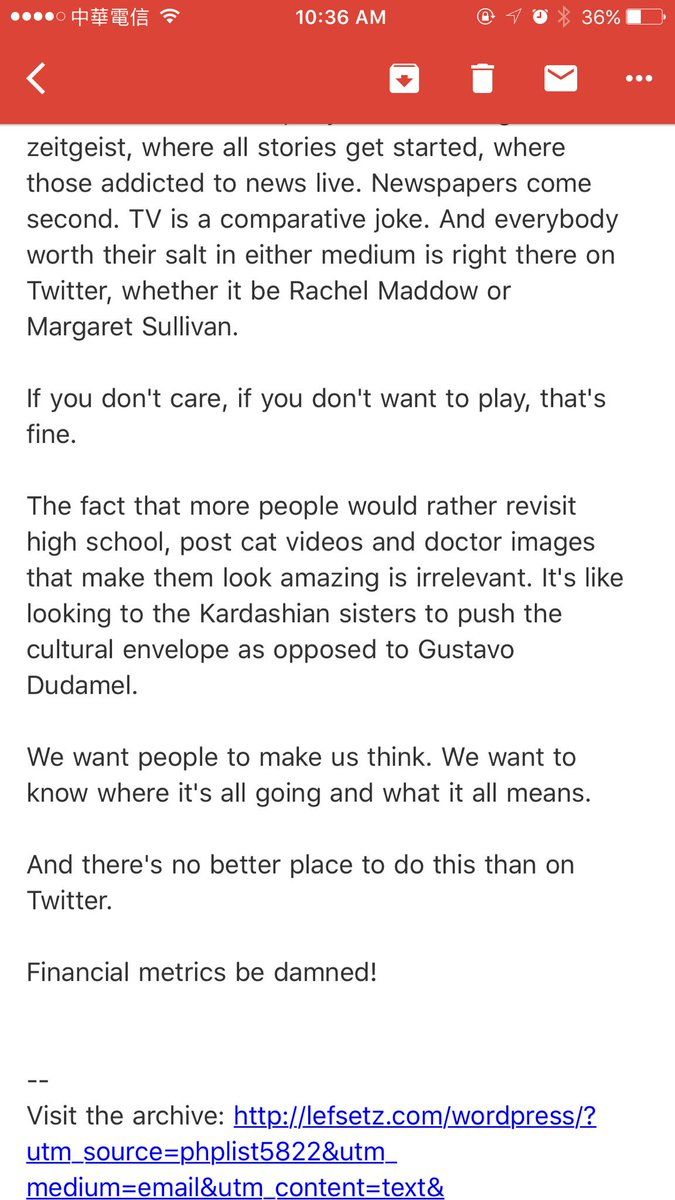 中華電信 10:36 AM 36%
zeitgeist, where all stories get started, where
those addicted to news live. Newspapers come
second. TV is a comparative joke. And everybody
worth their salt in either medium is right there on
Twitter, whether it be Rachel Maddow or
Margaret Sullivan.
If you don't care, if you don't want to play, that's
fine.
The fact that more people would rather revisit
high school, post cat videos and doctor images
that make them look amazing is irrelevant. It's like
looking to the Kardashian sisters to push the
cultural envelope as opposed to Gustavo
Dudamel.
We want people to make us think. We want to
know where it's all going and what it all means.
And there's no better place to do this than on
Twitter.
Financial metrics be damned!
--
Visit the archive: http://lefsetz.com/wordpress/?
utm_source=phplist5822&utm_
medium=email&utm_content=text&